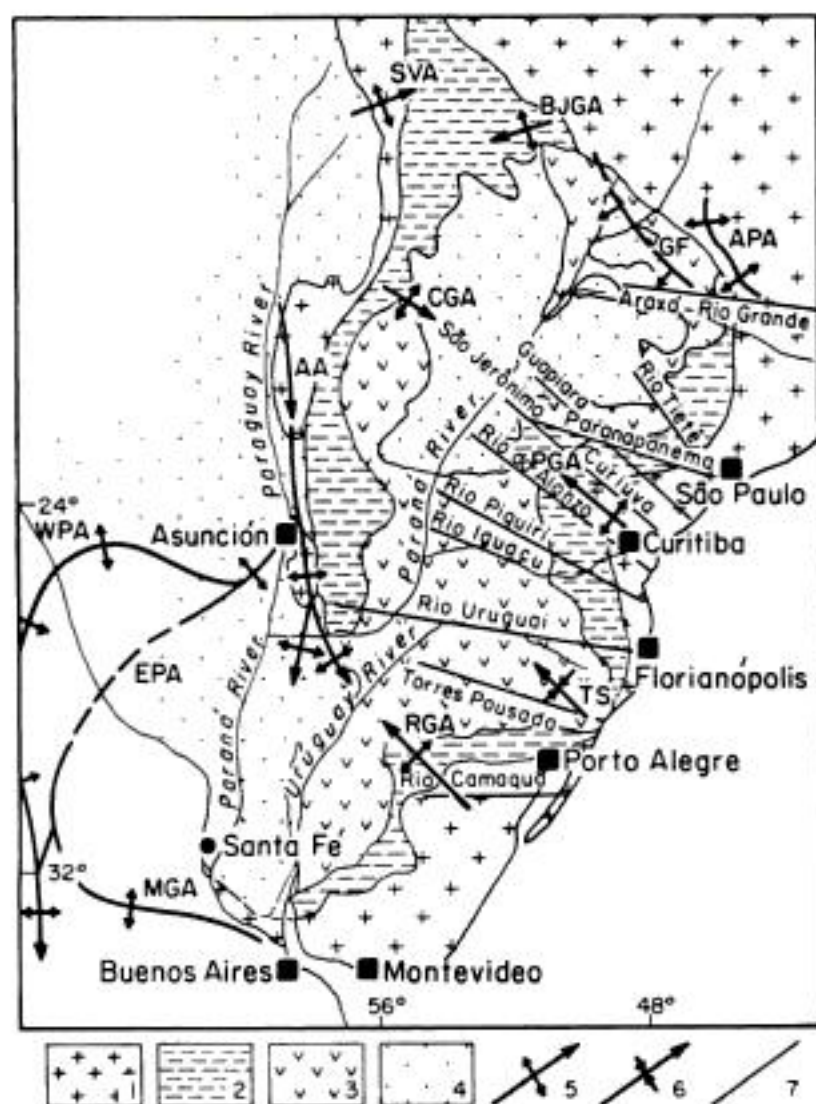 SVA
BJGA
GF
APA
CGA
Araxá-Rio Grande
São Jerônimo
Guapiara
Paranapanema
Rio Tietê
AA
Paraguay River
Paraná River
PGA
Curiúva
Rio Alonzo
São Paulo
Rio Piquiri
Rio Iguaçu
Curitiba
24°
WPA
Asunción
Rio Uruguai
Florianópolis
EPA
Paraná River
Uruguay River
TS
Torres Pousado
RGA
Porto Alegre
Rio Camaquã
Santa Fé
32°
MGA
Buenos Aires
Montevideo
56°
48°
1
2
3
4
5
6
7